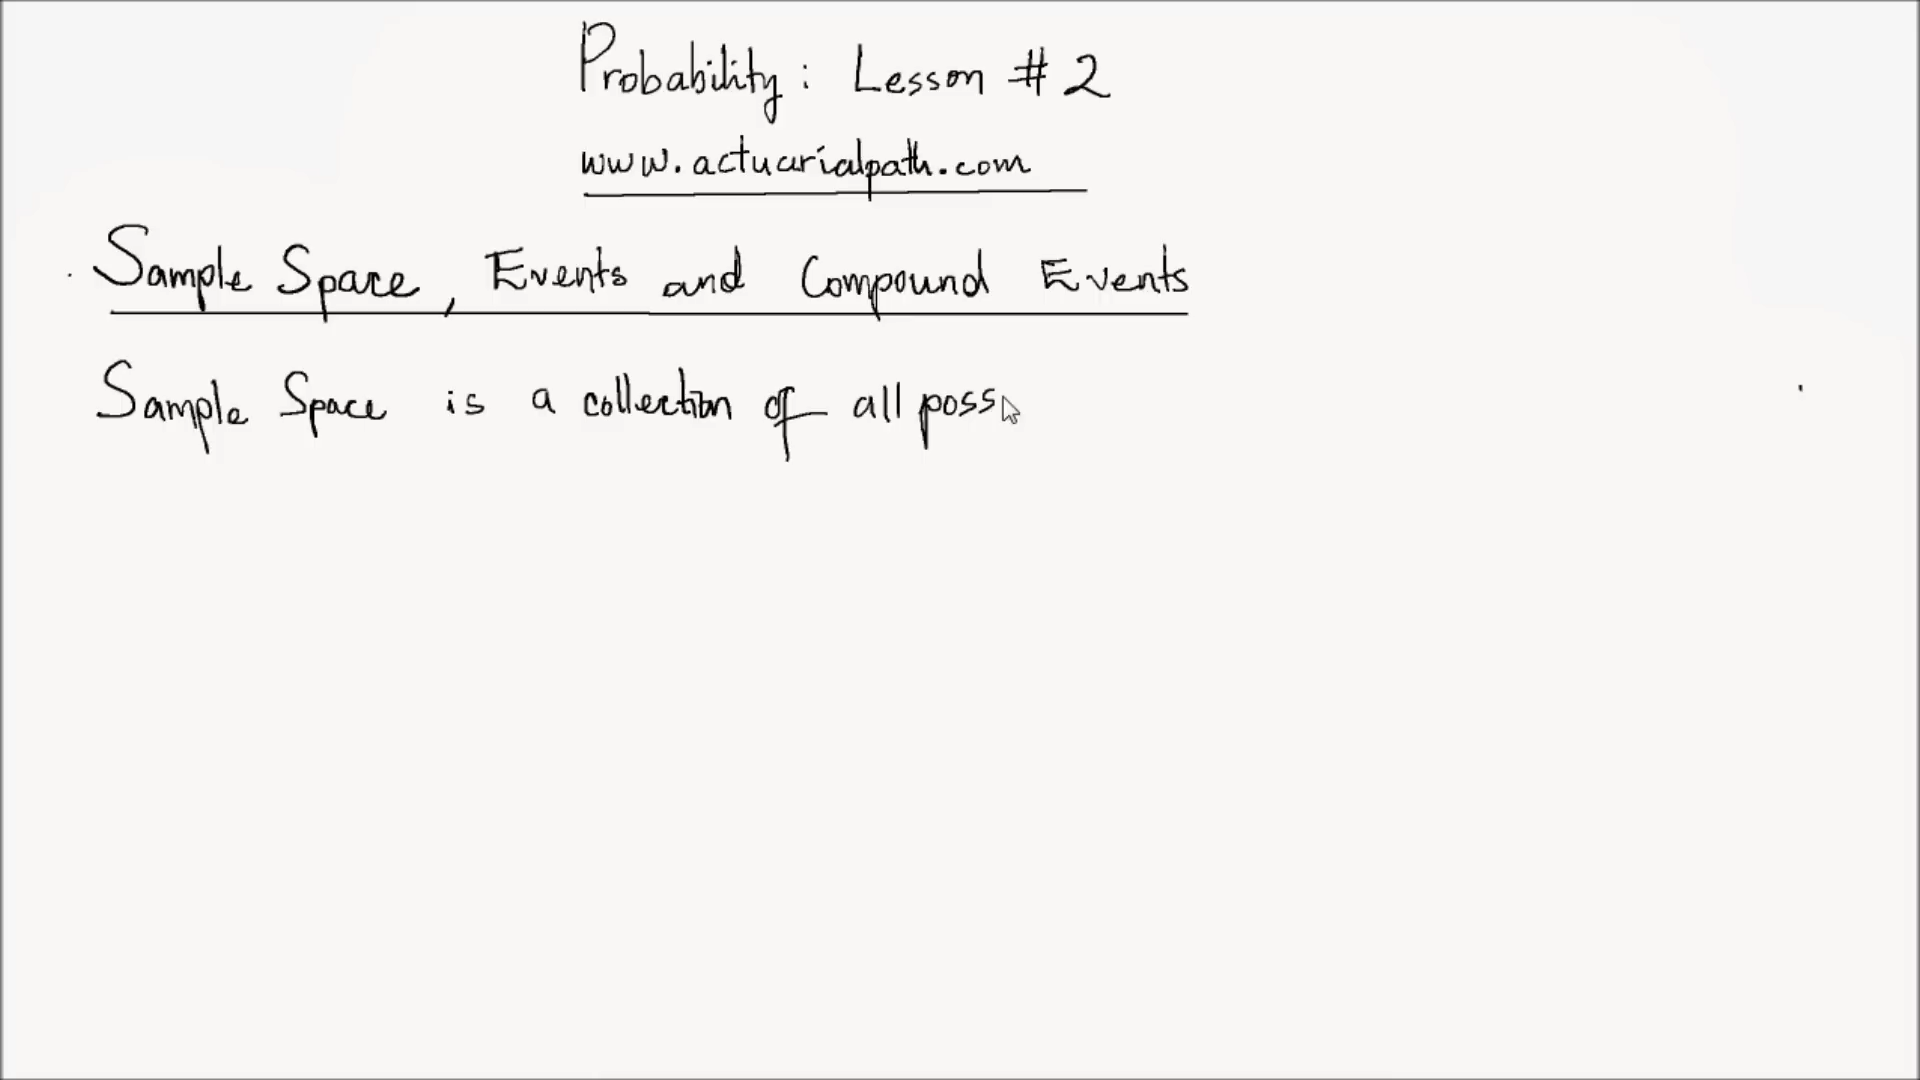 Probability: Lesson # 2
www.actuarialpath.com
Sample Space, Events and Compound Events
Sample Space is a collection of all poss